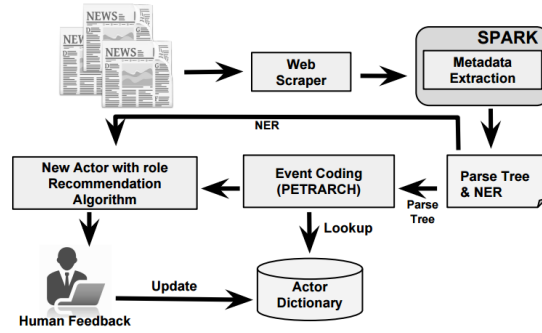 NEWS
NEWS
NEWS
Web
Scraper
SPARK
Metadata
Extraction
NER
New Actor with role
Recommendation
Algorithm
Event Coding
(PETRARCH)
Parse
Tree
Parse Tree
& NER
Lookup
Human Feedback
Update
Actor
Dictionary